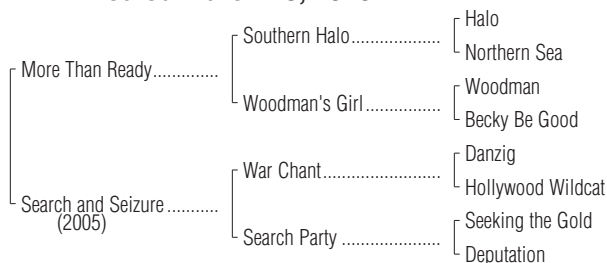 Halo
Southern Halo
Northern Sea
More Than Ready
Woodman
Woodman's Girl
Becky Be Good
Danzig
War Chant
Hollywood Wildcat
Search and Seizure
(2005)
Seeking the Gold
Search Party
Deputation